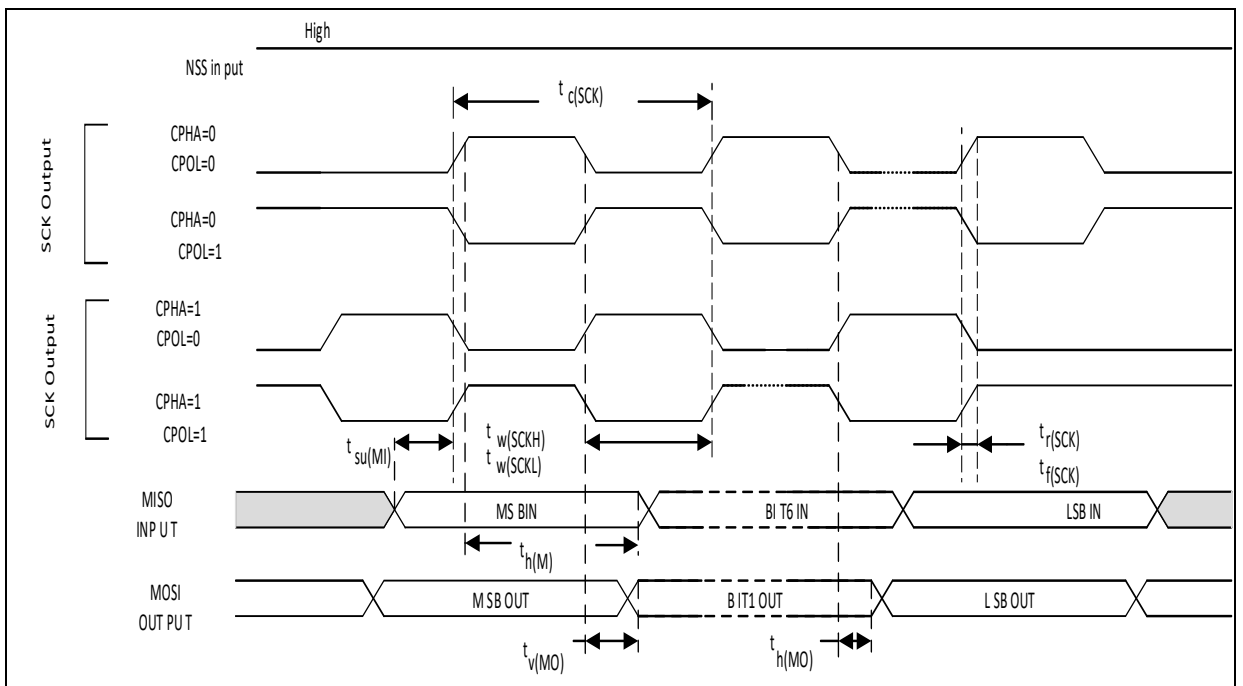 High
NSS in put
t c(SCK)
SCK Output
CPHA=0
CPOL=0
CPHA=0
CPOL=1
SCK Output
CPHA=1
CPOL=0
CPHA=1
CPOL=1
t su(MI)
t w(SCKH)
t w(SCKL)
t r(SCK)
t f(SCK)
MISO
INP U T
MS BIN
BI T6 IN
LSB IN
t h(M)
MOSI
OUT PU T
M SB OUT
B IT1 OUT
L SB OUT
t v(MO)
t h(MO)